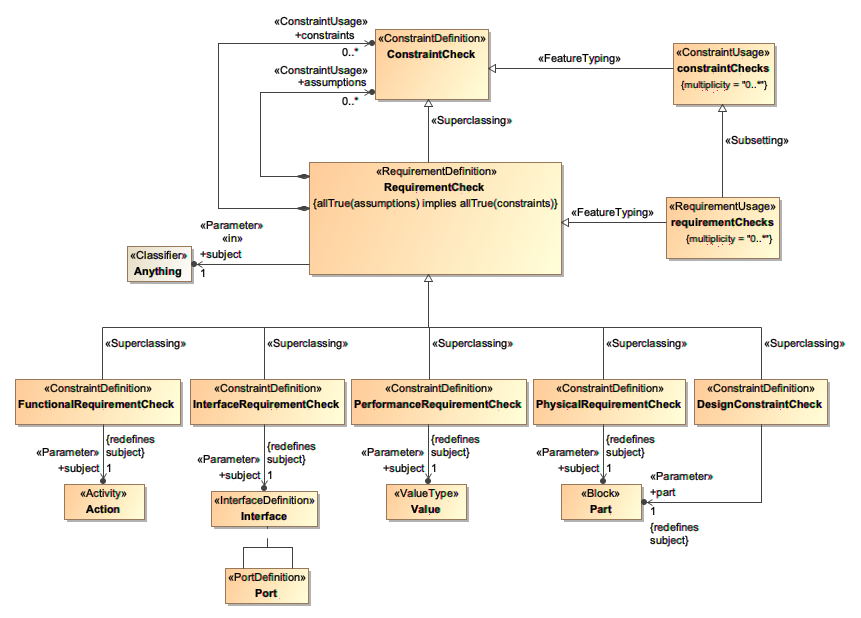 «ConstraintUsage»
+constraints
0..*
«ConstraintUsage»
+assumptions
0..*
«ConstraintDefinition»
ConstraintCheck
«FeatureTyping»
«ConstraintUsage»
constraintChecks
{multiplicity = "0..*"}
«Superclassing»
«Subsetting»
«RequirementDefinition»
RequirementCheck
{allTrue(assumptions) implies allTrue(constraints)}
«FeatureTyping»
«RequirementUsage»
requirementChecks
{multiplicity = "0..*"}
«Parameter»
«in»
+subject
1
«Classifier»
Anything
«Superclassing»
«Superclassing»
«Superclassing»
«Superclassing»
«Superclassing»
«ConstraintDefinition»
FunctionalRequirementCheck
«ConstraintDefinition»
InterfaceRequirementCheck
«ConstraintDefinition»
PerformanceRequirementCheck
«ConstraintDefinition»
PhysicalRequirementCheck
«ConstraintDefinition»
DesignConstraintCheck
«Parameter»
+subject
{redefines
subject}
1
«Parameter»
+subject
{redefines
subject}
1
«Parameter»
+subject
{redefines
subject}
1
«Parameter»
+subject
{redefines
subject}
1
«Parameter»
+part
1
{redefines
subject}
«Activity»
Action
«InterfaceDefinition»
Interface
«ValueType»
Value
«Block»
Part
«PortDefinition»
Port